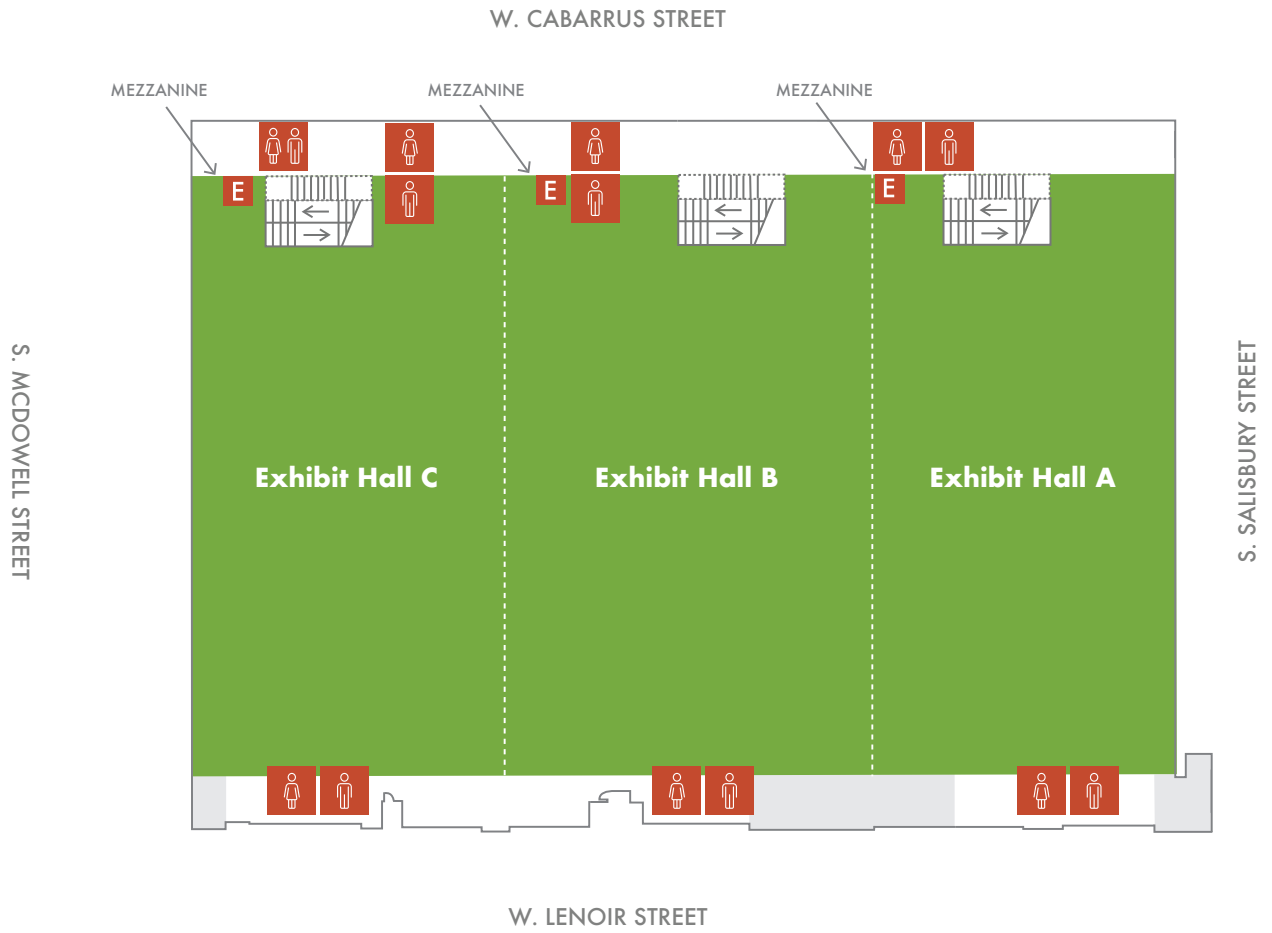 W. CABARRUS STREET
MEZZANINE
MEZZANINE
MEZZANINE
E
E
E
S. MCDOWELL STREET
Exhibit Hall C
Exhibit Hall B
Exhibit Hall A
S. SALISBURY STREET
W. LENOIR STREET